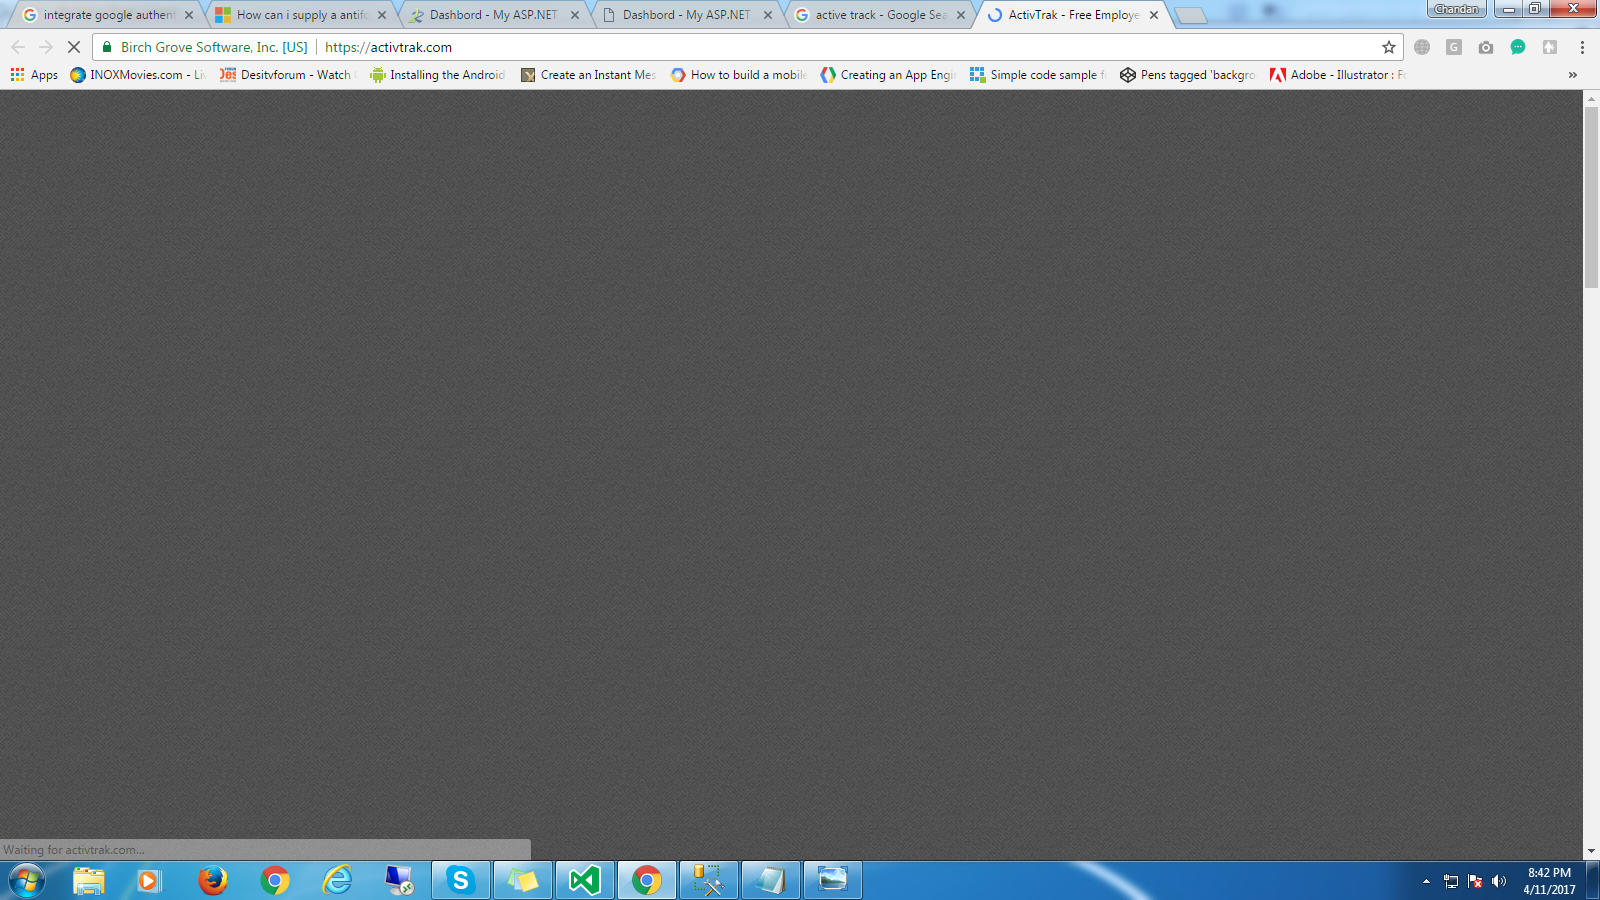 integrate google authent
How can i supply a antifo
Dashbord - My ASP.NET
Dashbord - My ASP.NET
active track - Google Sea
ActivTrak - Free Employe
Chandan
Birch Grove Software, Inc. [US]
https://activtrak.com
Apps
INOXMovies.com - Liv
Desitvforum - Watch
Installing the Android
Create an Instant Mes
How to build a mobile
Creating an App Engi
Simple code sample f
Pens tagged 'backgro
Adobe - Illustrator : Fo
»
Waiting for activtrak.com...
8:42 PM
4/11/2017